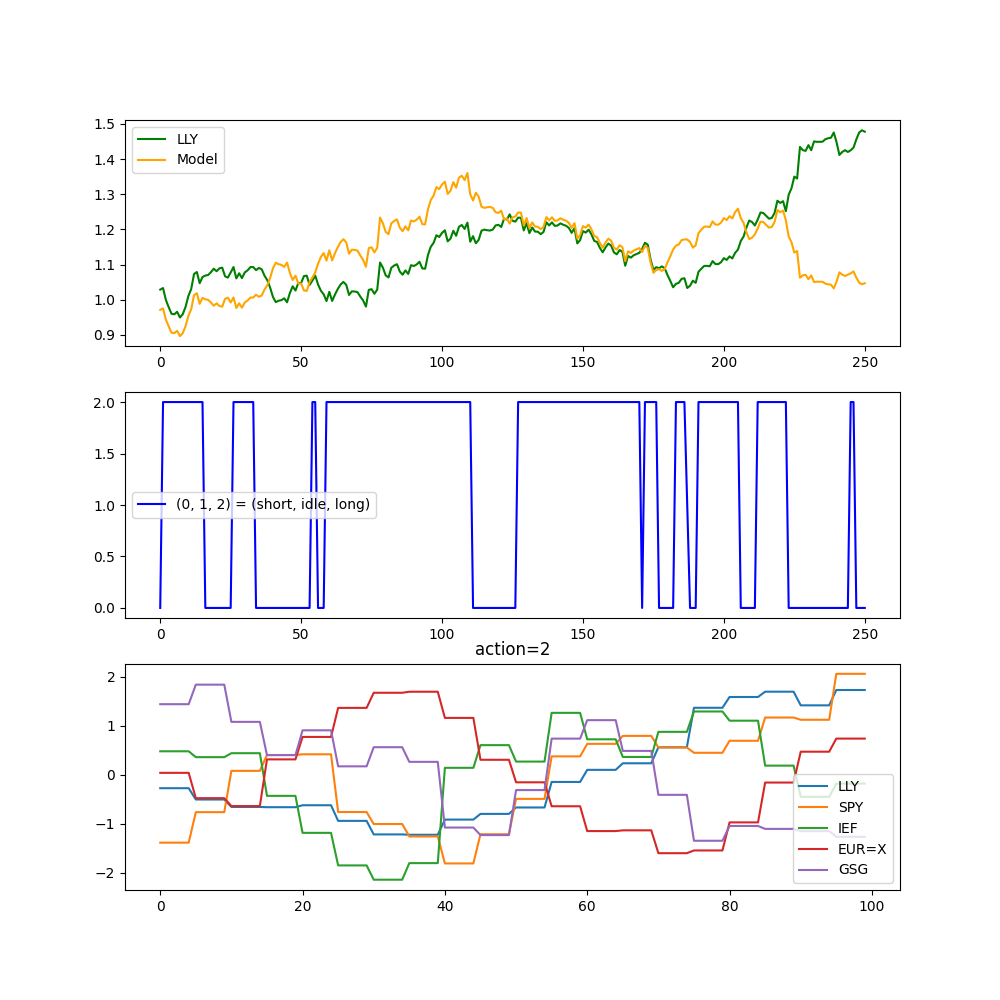 1.5
1.4
1.3
1.2
1.1
1.0
0.9
LLY
Model
0 50 100 150 200 250
2.0
1.5
1.0
0.5
0.0
(0, 1, 2) = (short, idle, long)
0 50 100 150 200 250
action=2
2
1
0
−1
−2
LLY
SPY
IEF
EUR=X
GSG
0 20 40 60 80 100